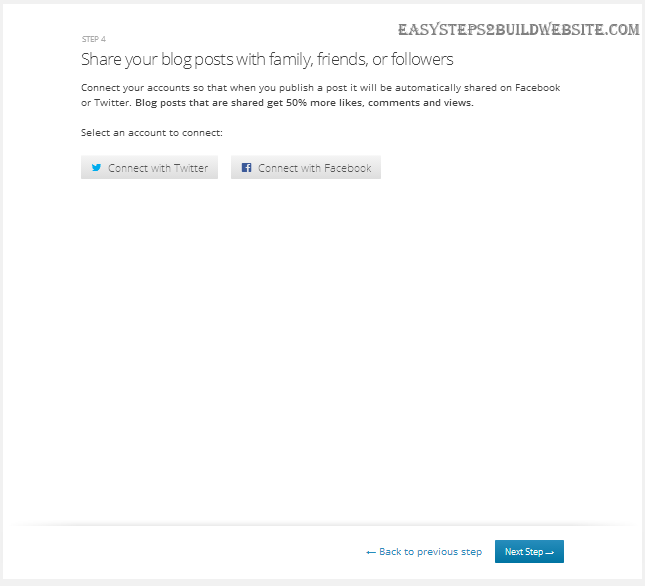 EASYSTEPS2BUILDWEBSITE.COM
STEP 4
Share your blog posts with family, friends, or followers
Connect your accounts so that when you publish a post it will be automatically shared on Facebook
or Twitter. Blog posts that are shared get 50% more likes, comments and views.
Select an account to connect:
Connect with Twitter Connect with Facebook
← Back to previous step Next Step →